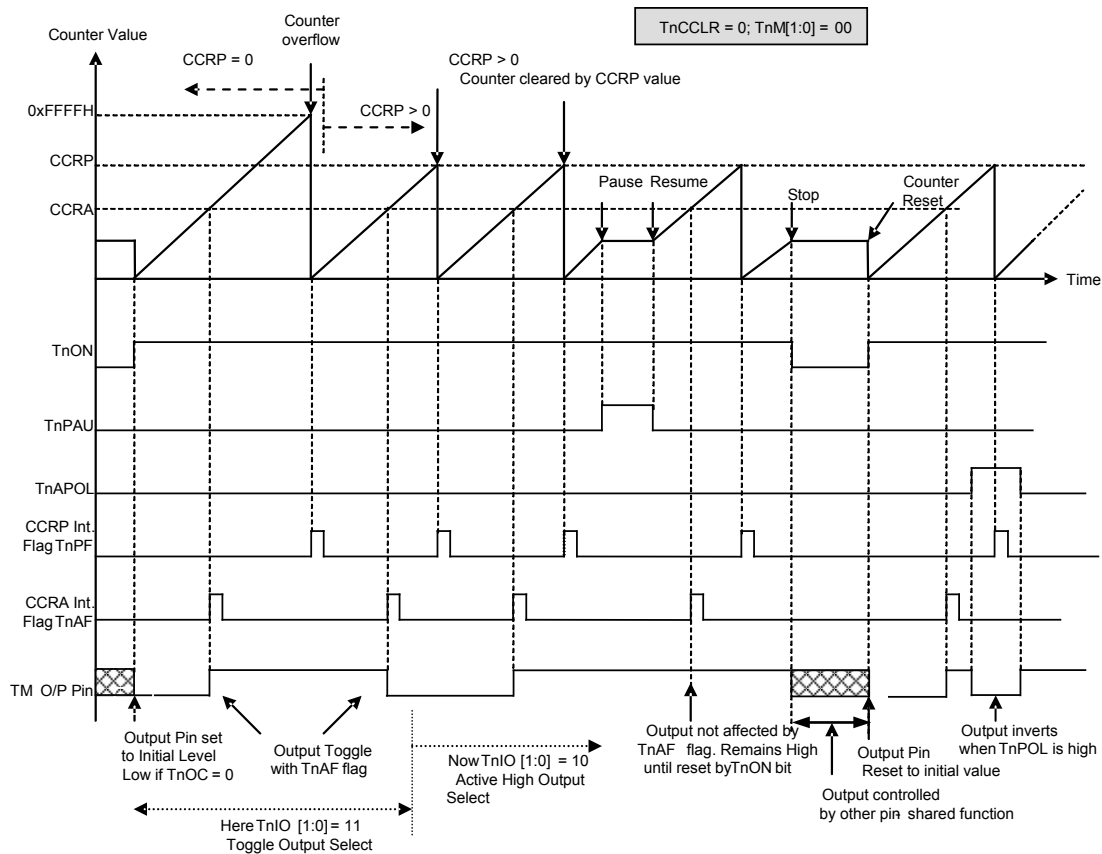 TnCCLR = 0; TnM[1:0] = 00
Counter
overflow
Counter Value
CCRP = 0
CCRP > 0
Counter cleared by CCRP value
0xFFFFH
CCRP > 0
CCRP
Pause Resume
Stop
Counter
Reset
CCRA
Time
TnON
TnPAU
TnAPOL
CCRP Int.
Flag TnPF
CCRA Int.
Flag TnAF
TM O/P Pin
Output Pin set
to Initial Level
Low if TnOC = 0
Output Toggle
with TnAF flag
Now TnIO [1:0] = 10
Active High Output
Select
Output not affected by
TnAF flag. Remains High
until reset byTnON bit
Output Pin
Reset to initial value
Output inverts
when TnPOL is high
Output controlled
by other pin- shared function
Here TnIO [1:0] = 11
Toggle Output Select